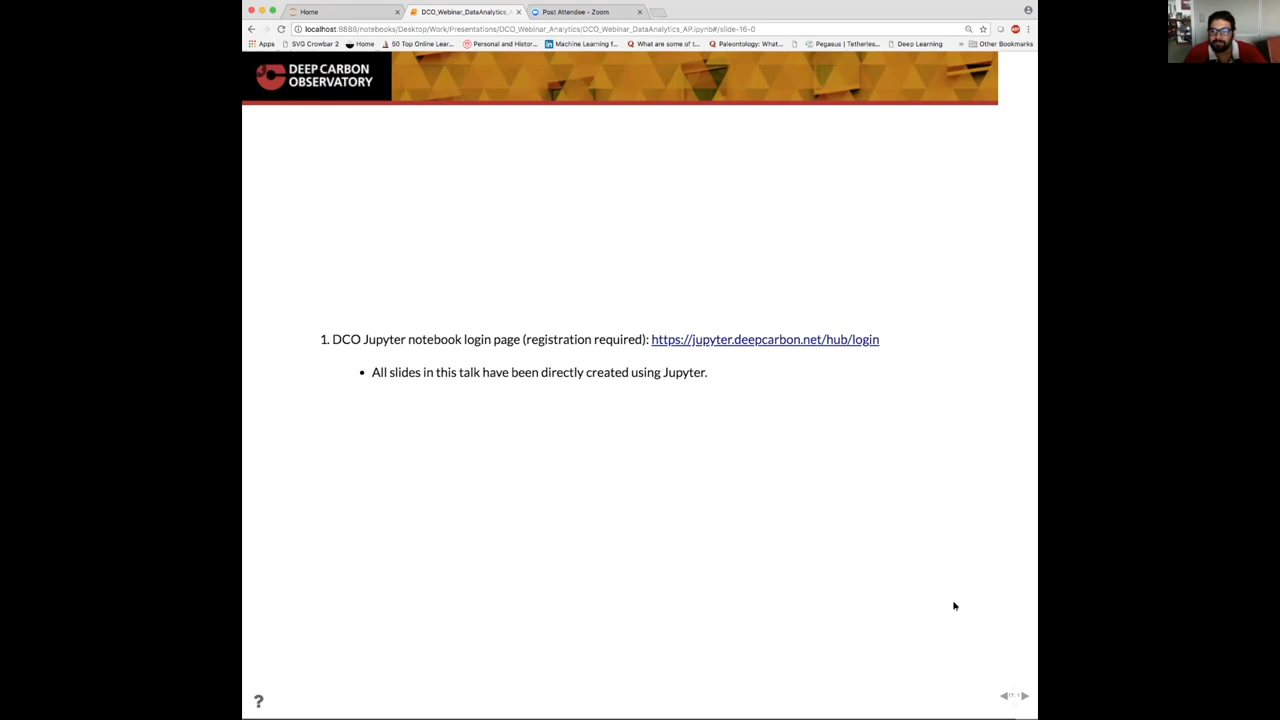 Home
DCO_Webinar_DataAnalytics_A
Post Attendee - Zoom
localhost:8888/notebooks/Desktop/Work/Presentations/DCO_Webinar_Analytics/DCO_Webinar_DataAnalytics_AP.ipynb#/slide-16-0
Apps SVG Crowbar 2 Home 50 Top Online Lear... Personal and Histor... Machine Learning f... What are some of t... Paleontology: What... Pegasus | Tetheries... Deep Learning » Other Bookmarks
DEEP CARBON
OBSERVATORY
1. DCO Jupyter notebook login page (registration required): https://jupyter.deepcarbon.net/hub/login
• All slides in this talk have been directly created using Jupyter.
?